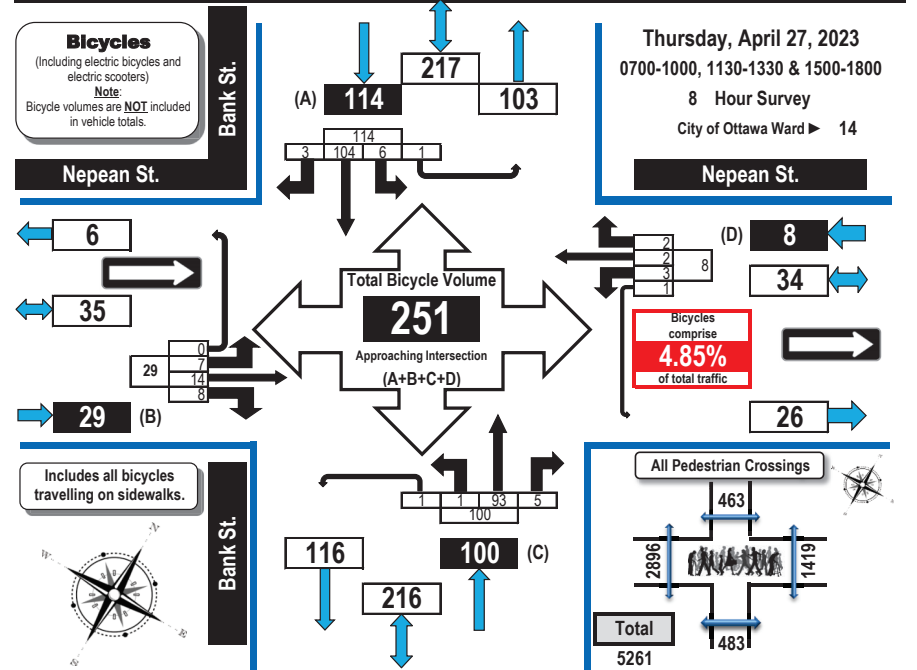 Bicycles
(Including electric bicycles and
electric scooters)
Note:
Bicycle volumes are NOT included
in vehicle totals.
Bank St.
Nepean St.
217
(A) 114
103
114
3 104 6 1
Thursday, April 27, 2023
0700-1000, 1130-1330 & 1500-1800
8 Hour Survey
City of Ottawa Ward ► 14
Nepean St.
6
35
29
0
7
14
8
29 (B)
Total Bicycle Volume
251
Approaching Intersection
(A+B+C+D)
2
2
3
1
8
(D) 8
34
Bicycles
comprise
4.85%
of total traffic
26
Includes all bicycles
travelling on sidewalks.
N
W
E
S
Bank St.
1 1 93 5
100
116
100 (C)
216
All Pedestrian Crossings
463
2896
1419
483
Total
5261